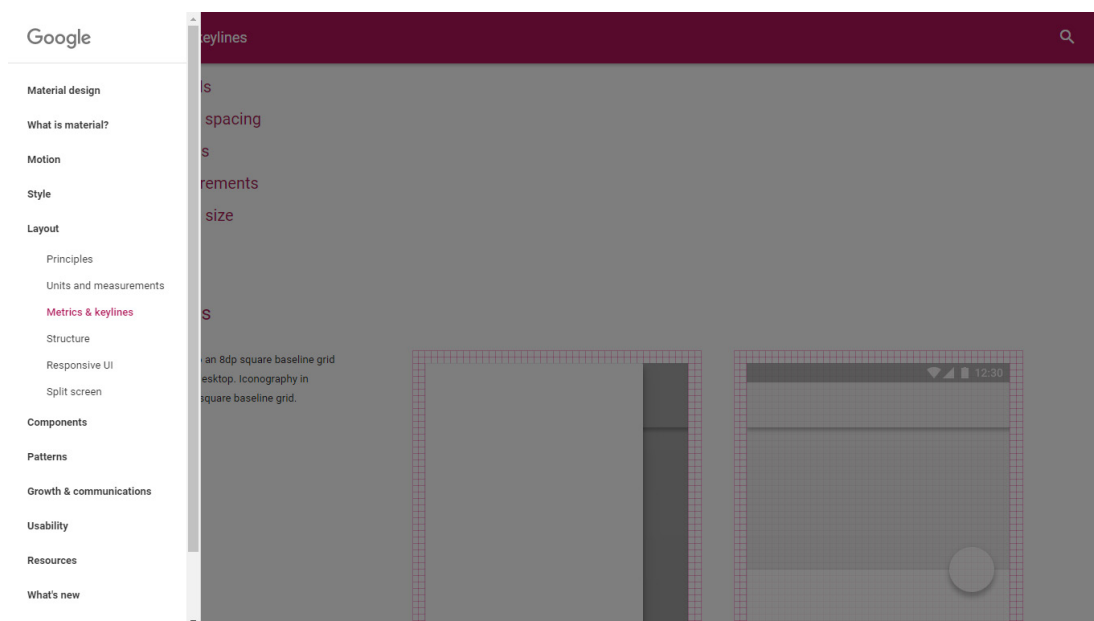 Google
Material design
What is material?
Motion
Style
Layout
Principles
Units and measurements
Metrics & keylines
Structure
Responsive UI
Split screen
Components
Patterns
Growth & communications
Usability
Resources
What's new
keylines
ls
spacing
s
rements
size
s
an 8dp square baseline grid
esktop. Iconography in
square baseline grid.
12:30